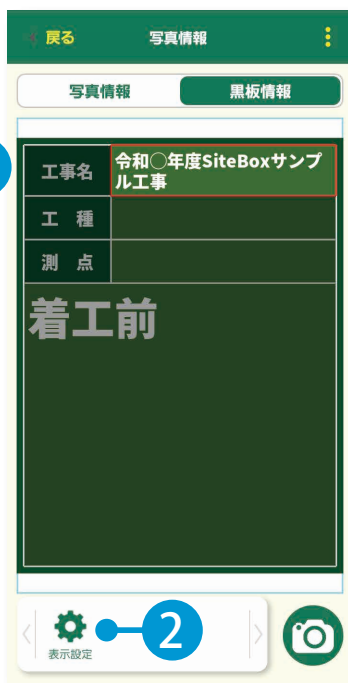 戻る
写真情報
写真情報
黒板情報
工事名
令和○年度SiteBoxサンプ
ル工事
工 種
測 点
着工前
表示設定
2